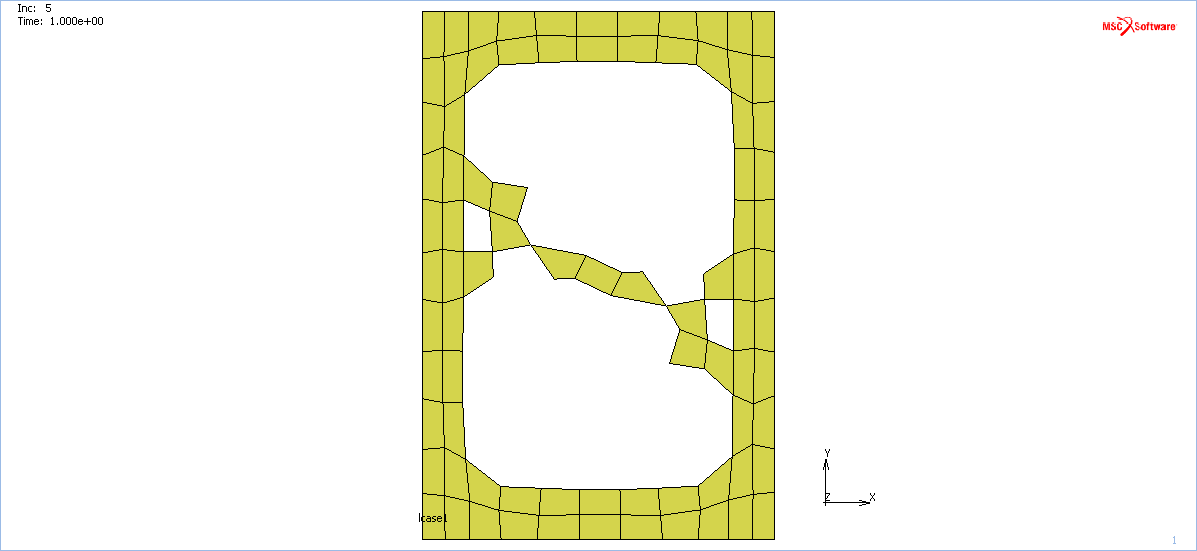 Inc: 5
Time: 1.000e+00
MSC Software
Y
Z X
lcase1
1